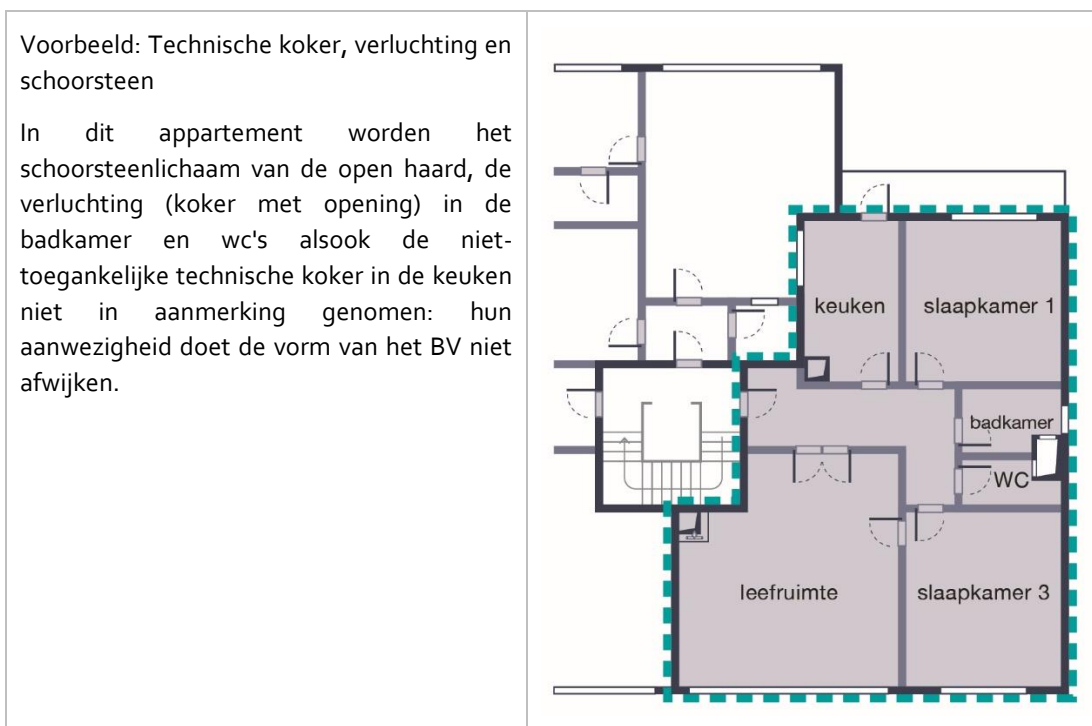 Voorbeeld: Technische koker, verluchting en
schoorsteen
In dit appartement worden het
schoorsteenlichaam van de open haard, de
verluchting (koker met opening) in de
badkamer en wc's alsook de niet-
toegankelijke technische koker in de keuken
niet in aanmerking genomen: hun
aanwezigheid doet de vorm van het BV niet
afwijken.
keuken
slaapkamer 1
badkamer
WC
leefruimte
slaapkamer 3